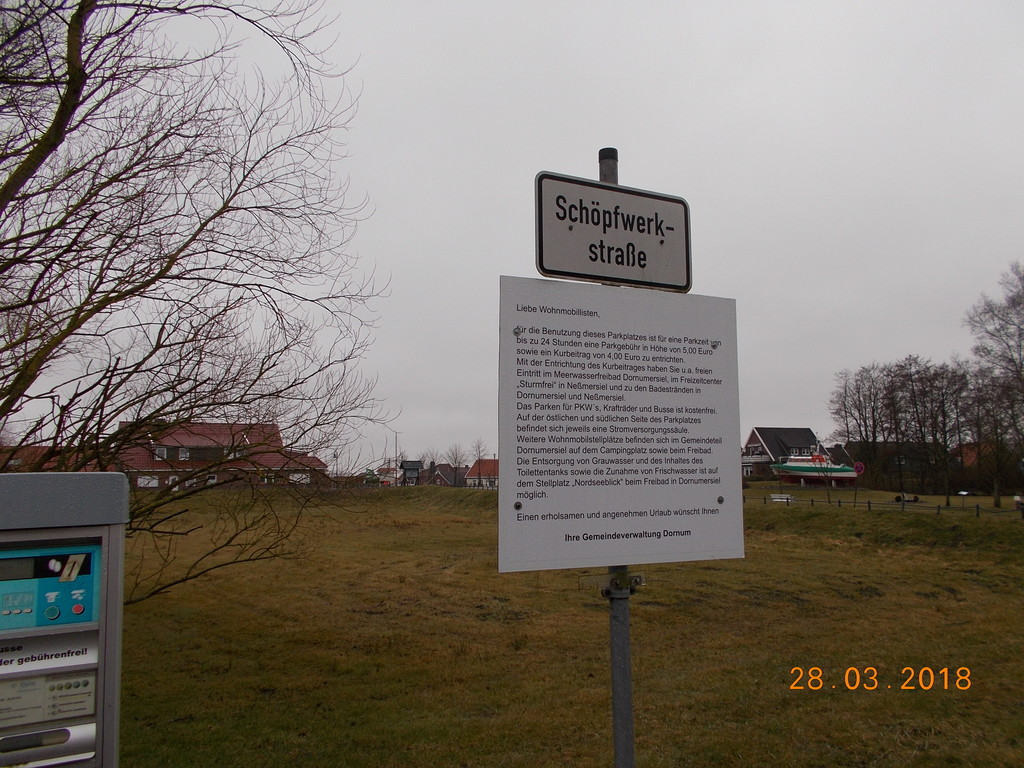 Schöpfwerk-
straße
Liebe Wohnmobillisten,
für die Benutzung dieses Parkplatzes ist für eine Parkzeit von
bis zu 24 Stunden eine Parkgebühr in Höhe von 5,00 Euro
sowie ein Kurbeitrag von 4,00 Euro zu entrichten.
Mit der Entrichtung des Kurbeitrages haben Sie u.a. freien
Eintritt im Meerwasserfreibad Dornumersiel, im Freizeitcenter
„Sturmfrei“ in Neßmersiel und zu den Badestränden in
Dornumersiel und Neßmersiel.
Das Parken für PKW´s, Krafträder und Busse ist kostenfrei.
Auf der östlichen und südlichen Seite des Parkplatzes
befindet sich jeweils eine Stromversorgungssäule.
Weitere Wohnmobilstellplätze befinden sich im Gemeindeteil
Dornumersiel auf dem Campingplatz sowie beim Freibad.
Die Entsorgung von Grauwasser und des Inhaltes des
Toilettentanks sowie die Zunahme von Frischwasser ist auf
dem Stellplatz „Nordseeblick“ beim Freibad in Dornumersiel
möglich.
Einen erholsamen und angenehmen Urlaub wünscht Ihnen
Ihre Gemeindeverwaltung Dornum
usse
der gebührenfrei!
28.03.2018